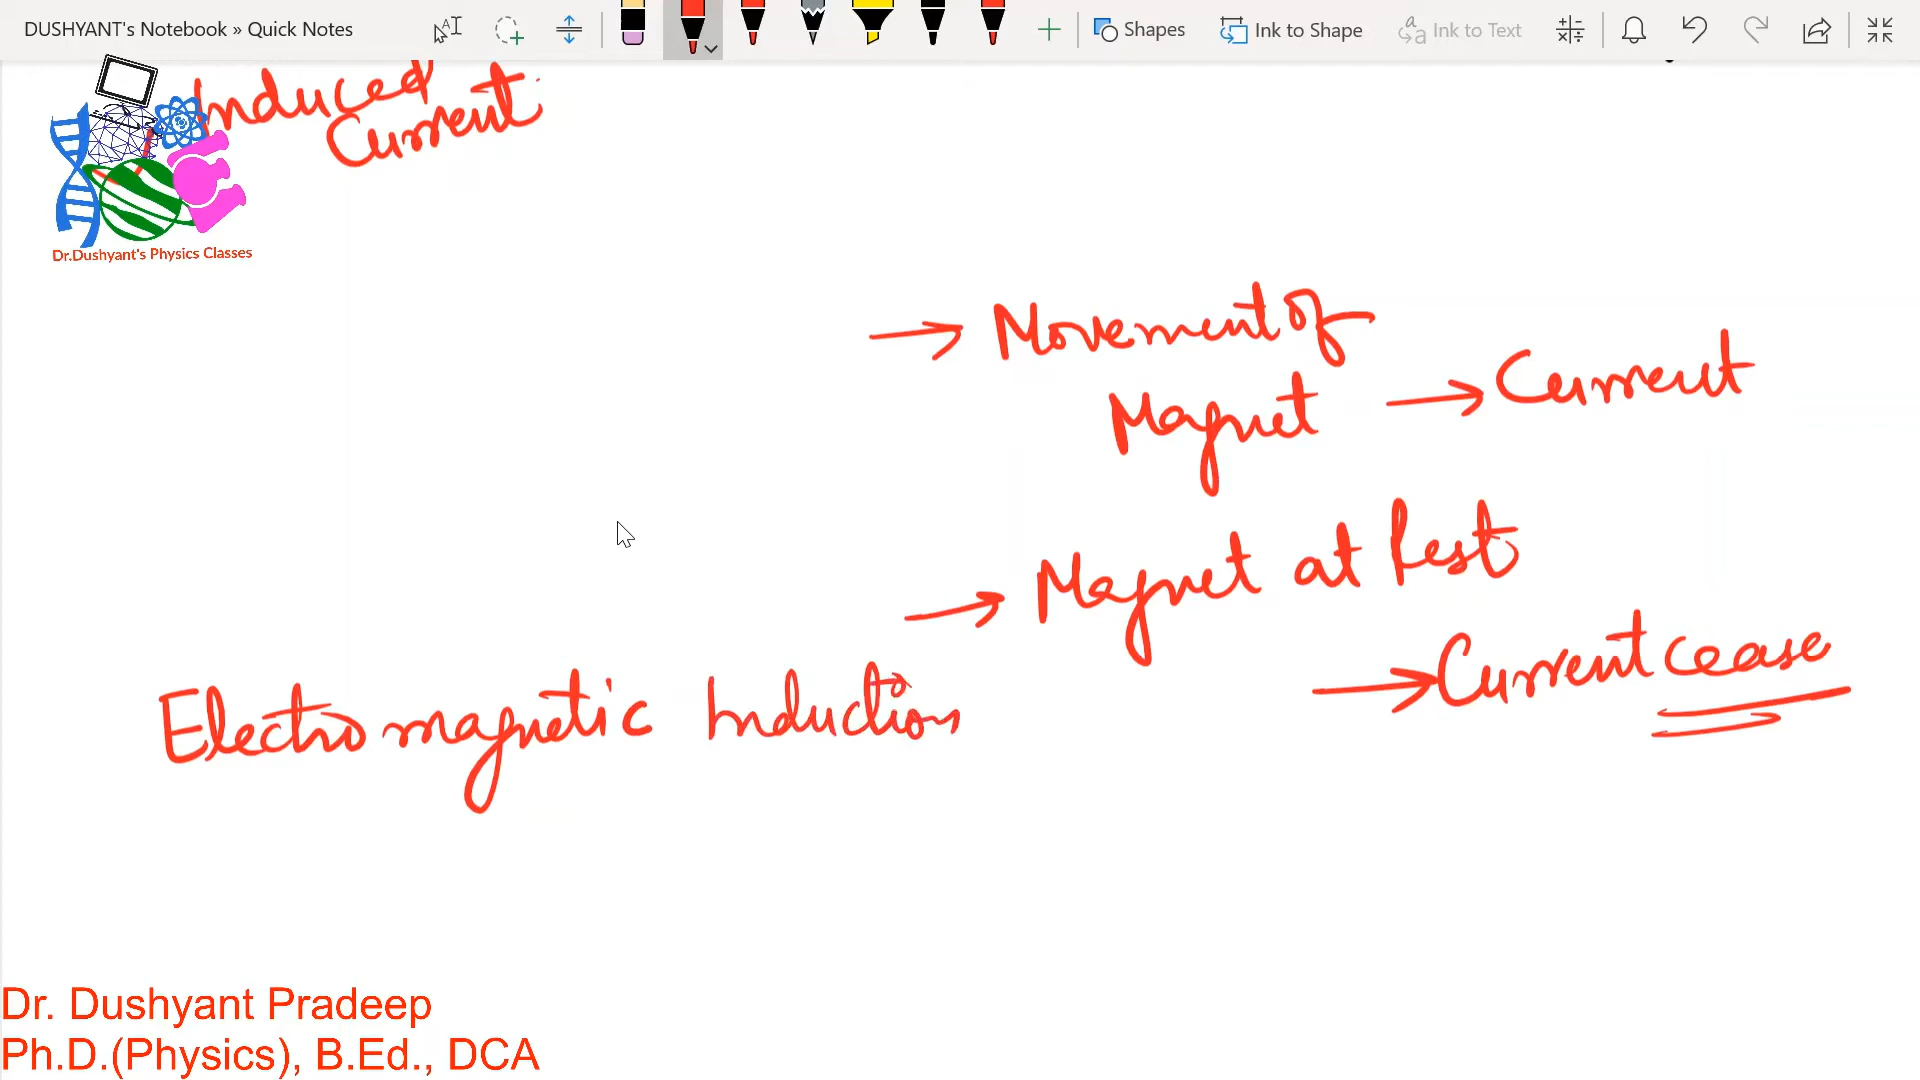 DUSHYANT's Notebook » Quick Notes
Shapes
Ink to Shape
Ink to Text
Induced
Current
Dr.Dushyant's Physics Classes
→ Movement of
Magnet → Current
→ Magnet at Rest
→ Current cease
Electromagnetic Induction
Dr. Dushyant Pradeep
Ph.D.(Physics), B.Ed., DCA